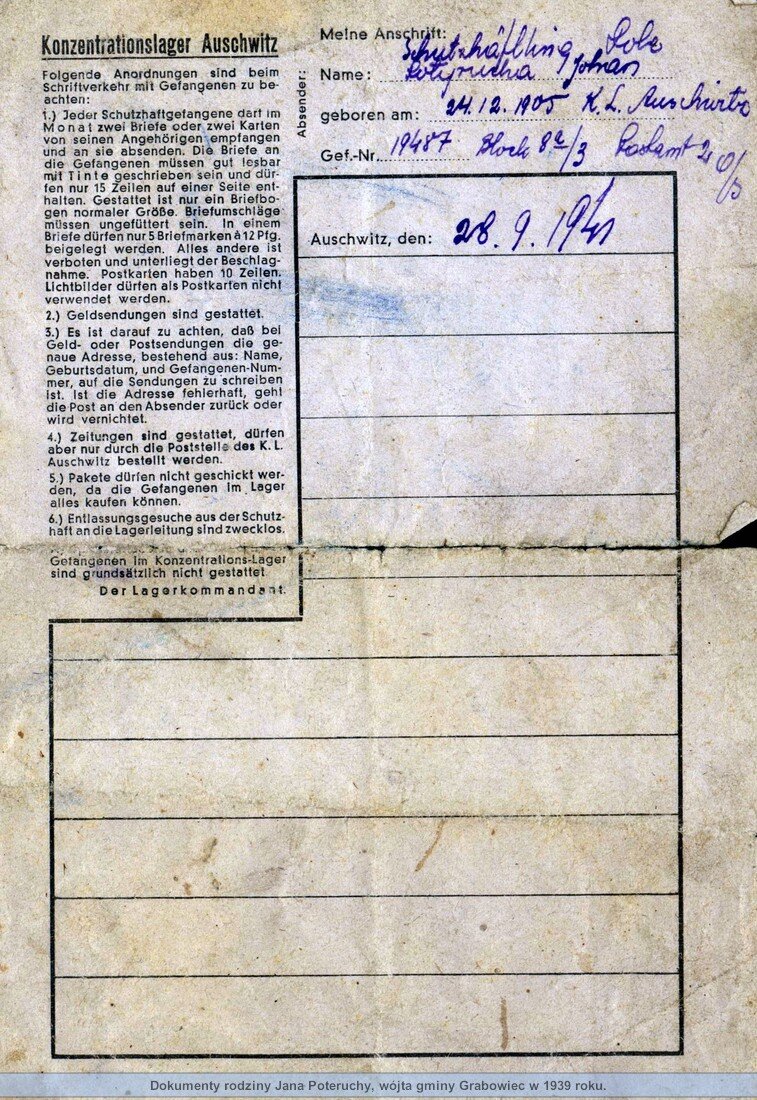 Konzentrationslager Auschwitz
Folgende Anordnungen sind beim
Schriftverkehr mit Gefangenen zu be-
achten:
1.) Jeder Schutzhaftgefangene darf im
Monat zwei Briefe oder zwei Karten
von seinen Angehörigen empfangen
und an sie absenden. Die Briefe an
die Gefangenen müssen gut lesbar
mit Tinte geschrieben sein und dür-
fen nur 15 Zeilen auf einer Seite ent-
halten. Gestattet ist nur ein Briefbo-
gen normaler Größe. Briefumschläge
müssen ungefüttert sein. In einem
Briefe dürfen nur 5 Briefmarken à 12 Pfg.
beigelegt werden. Alles andere ist
verboten und unterliegt der Beschlag-
nahme. Postkarten haben 10 Zeilen.
Lichtbilder dürfen als Postkarten nicht
verwendet werden.
2.) Geldsendungen sind gestattet.
3.) Es ist darauf zu achten, daß bei
Geld- oder Postsendungen die ge-
naue Adresse, bestehend aus: Name,
Geburtsdatum, und Gefangenen-Num-
mer, auf die Sendungen zu schreiben
ist. Ist die Adresse fehlerhaft, geht
die Post an den Absender zurück oder
wird vernichtet.
4.) Zeitungen sind gestattet, dürfen
aber nur durch die Poststelle des K. L.
Auschwitz bestellt werden.
5.) Pakete dürfen nicht geschickt wer-
den, da die Gefangenen im Lager
alles kaufen können.
6.) Entlassungsgesuche aus der Schutz-
haft an die Lagerleitung sind zwecklos.
Gefangenen im Konzentrations-Lager
sind grundsätzlich nicht gestattet
Der Lagerkommandant.
Absender:
Meine Anschrift:
Schutzhäftling
Name: Johan
geboren am: 24.12.1905 K. L. Auschwitz
Gef.-Nr. 19487 Block 8a/3 Postamt 2
Auschwitz, den: 28. 9. 1941
Dokumenty rodziny Jana Poteruchy, wójta gminy Grabowiec w 1939 roku.